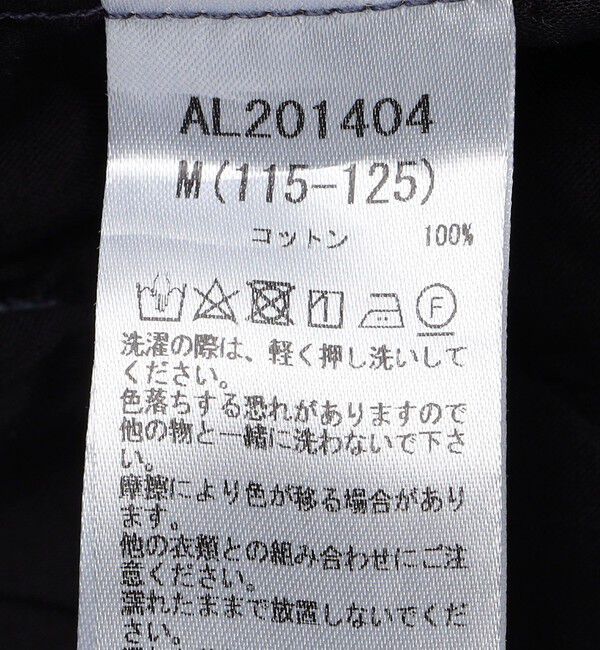 AL201404
M(115-125)
コットン 100%
F
洗濯の際は、軽く押し洗いして
ください。
色落ちする恐れがありますので
他の物と一緒に洗わないで下さ
い。
摩擦により色が移る場合があり
ます。
他の衣類との組み合わせにご注
意ください。
濡れたままで放置しないでくだ
さい。